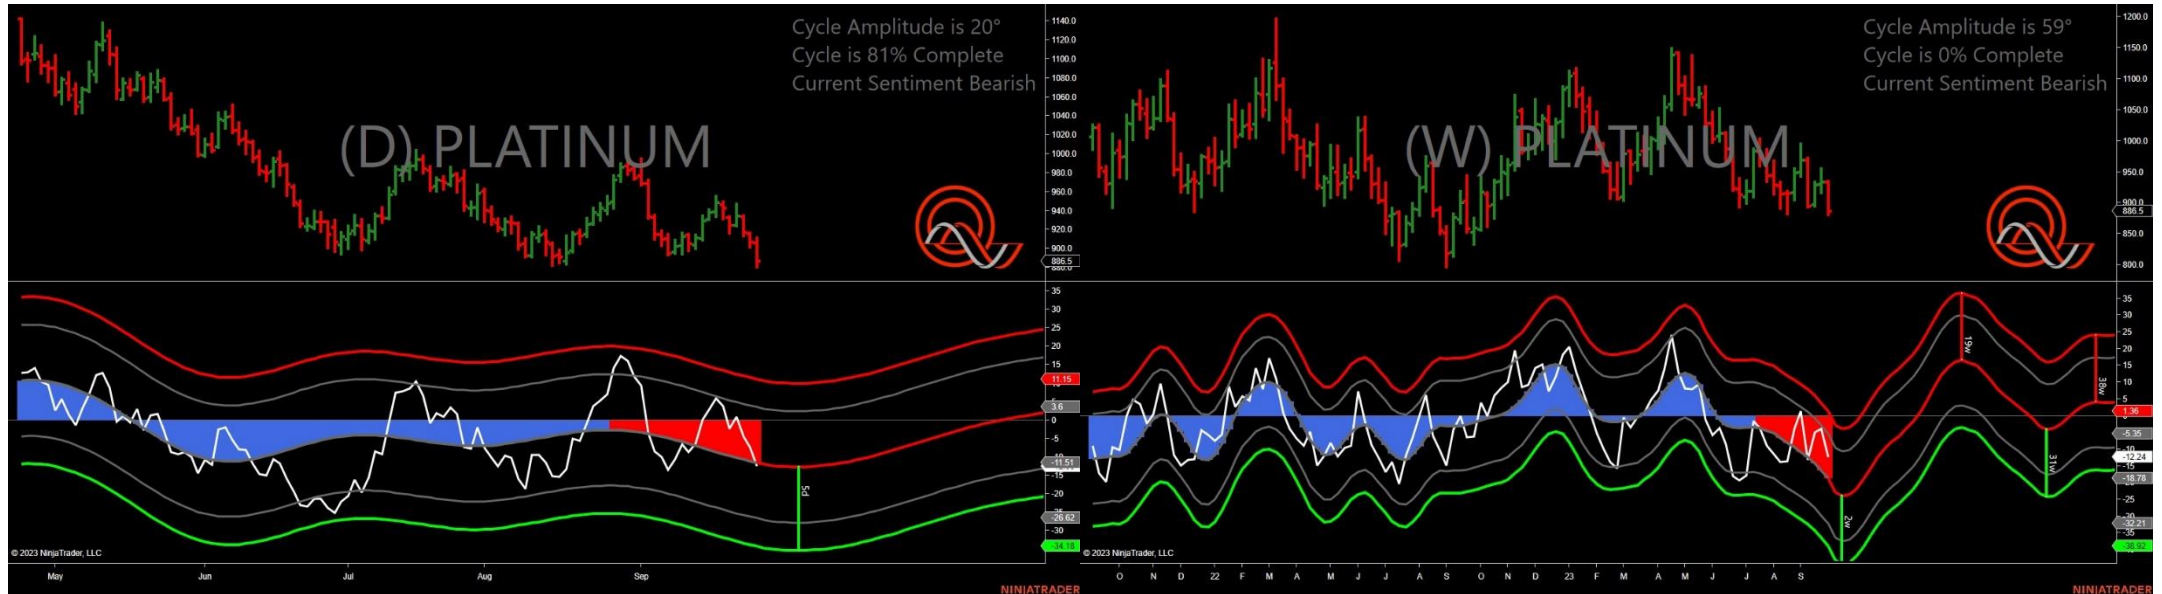 Cycle Amplitude is 20°
Cycle is 81% Complete
Current Sentiment Bearish
(D) PLATINUM
1140.0
1120.0
1100.0
1080.0
1060.0
1040.0
1020.0
1000.0
980.0
960.0
940.0
920.0
900.0
886.5
35
30
25
20
15
11.15
3.6
0
-5
-11.51
-20
-26.62
-30
-34.18
5d
© 2023 NinjaTrader, LLC
May Jun Jul Aug Sep
NINJATRADER
Cycle Amplitude is 59°
Cycle is 0% Complete
Current Sentiment Bearish
(W) PLATINUM
1200.0
1150.0
1100.0
1050.0
1000.0
950.0
900.0
886.5
850.0
800.0
35
30
25
20
15
10
5
1.36
-5.35
-12.24
-15
-18.78
-25
-32.21
-35
-38.92
19w
38w
31w
2w
© 2023 NinjaTrader, LLC
O N D 22 F M A M J J A S O N D 23 F M A M J J A S
NINJATRADER